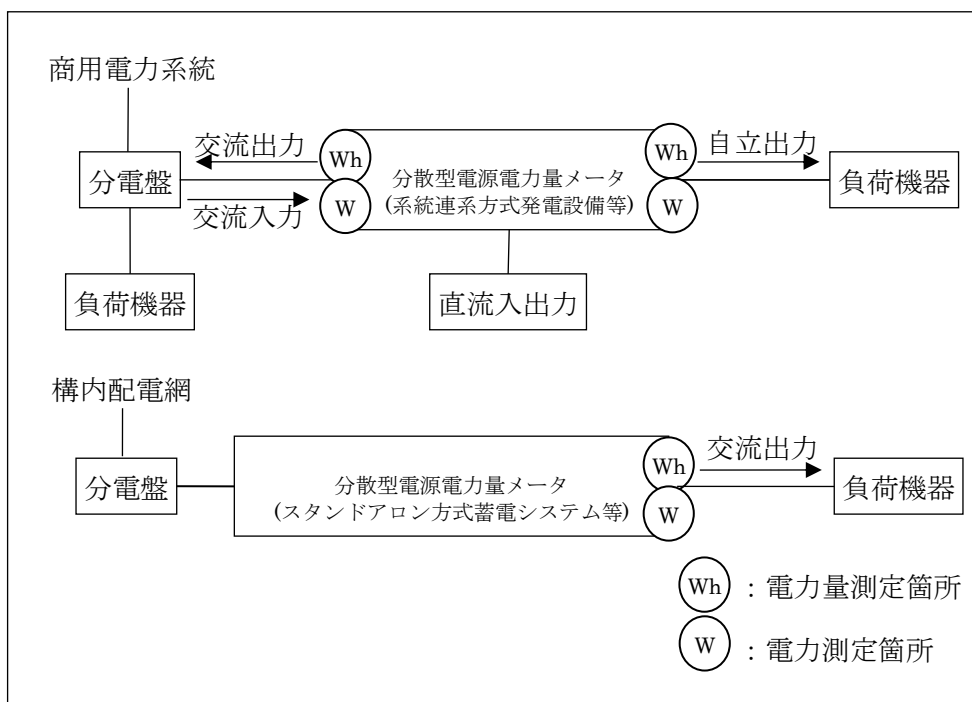 商用電力系統
交流出力
Wh
Wh
自立出力
分電盤
分散型電源電力量メータ
(系統連系方式発電設備等)
負荷機器
交流入力
W
W
負荷機器
直流入出力
構内配電網
Wh
交流出力
分電盤
分散型電源電力量メータ
(スタンドアロン方式蓄電システム等)
W
負荷機器
Wh：電力量測定箇所
W：電力測定箇所